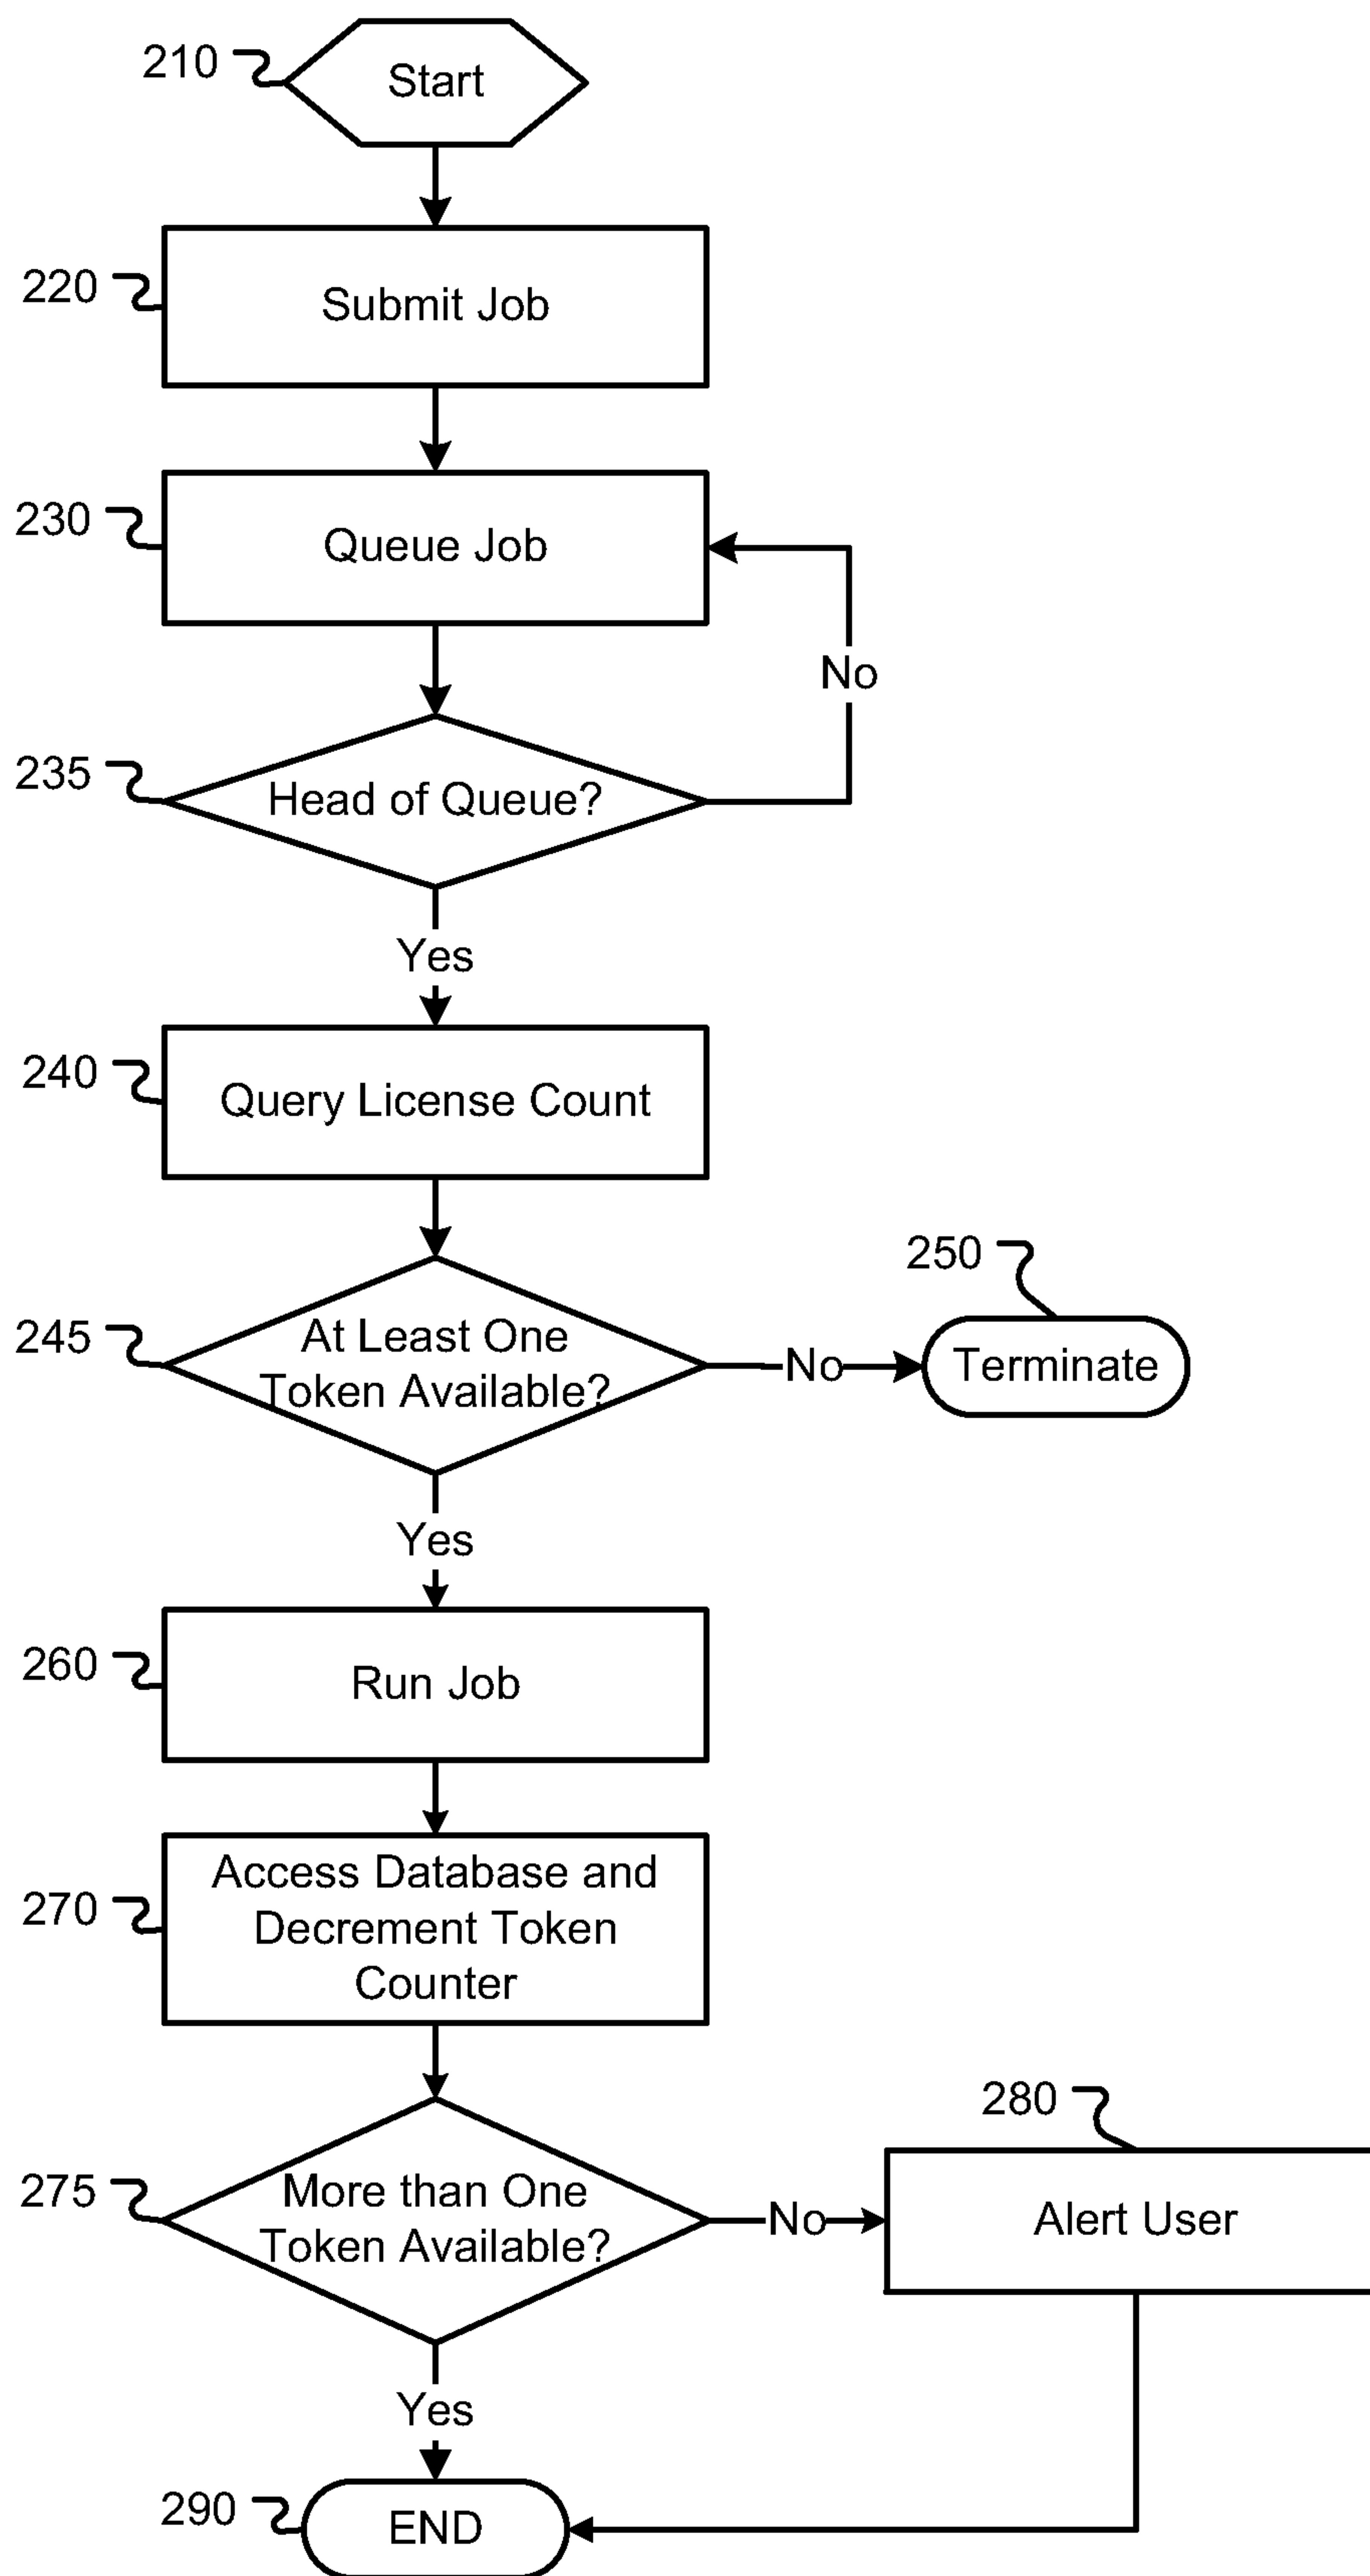 210
Start
220
Submit Job
230
Queue Job
No
235
Head of Queue?
Yes
240
Query License Count
250
245
At Least One
Token Available?
No
Terminate
Yes
260
Run Job
270
Access Database and
Decrement Token
Counter
280
275
More than One
Token Available?
No
Alert User
Yes
290
END